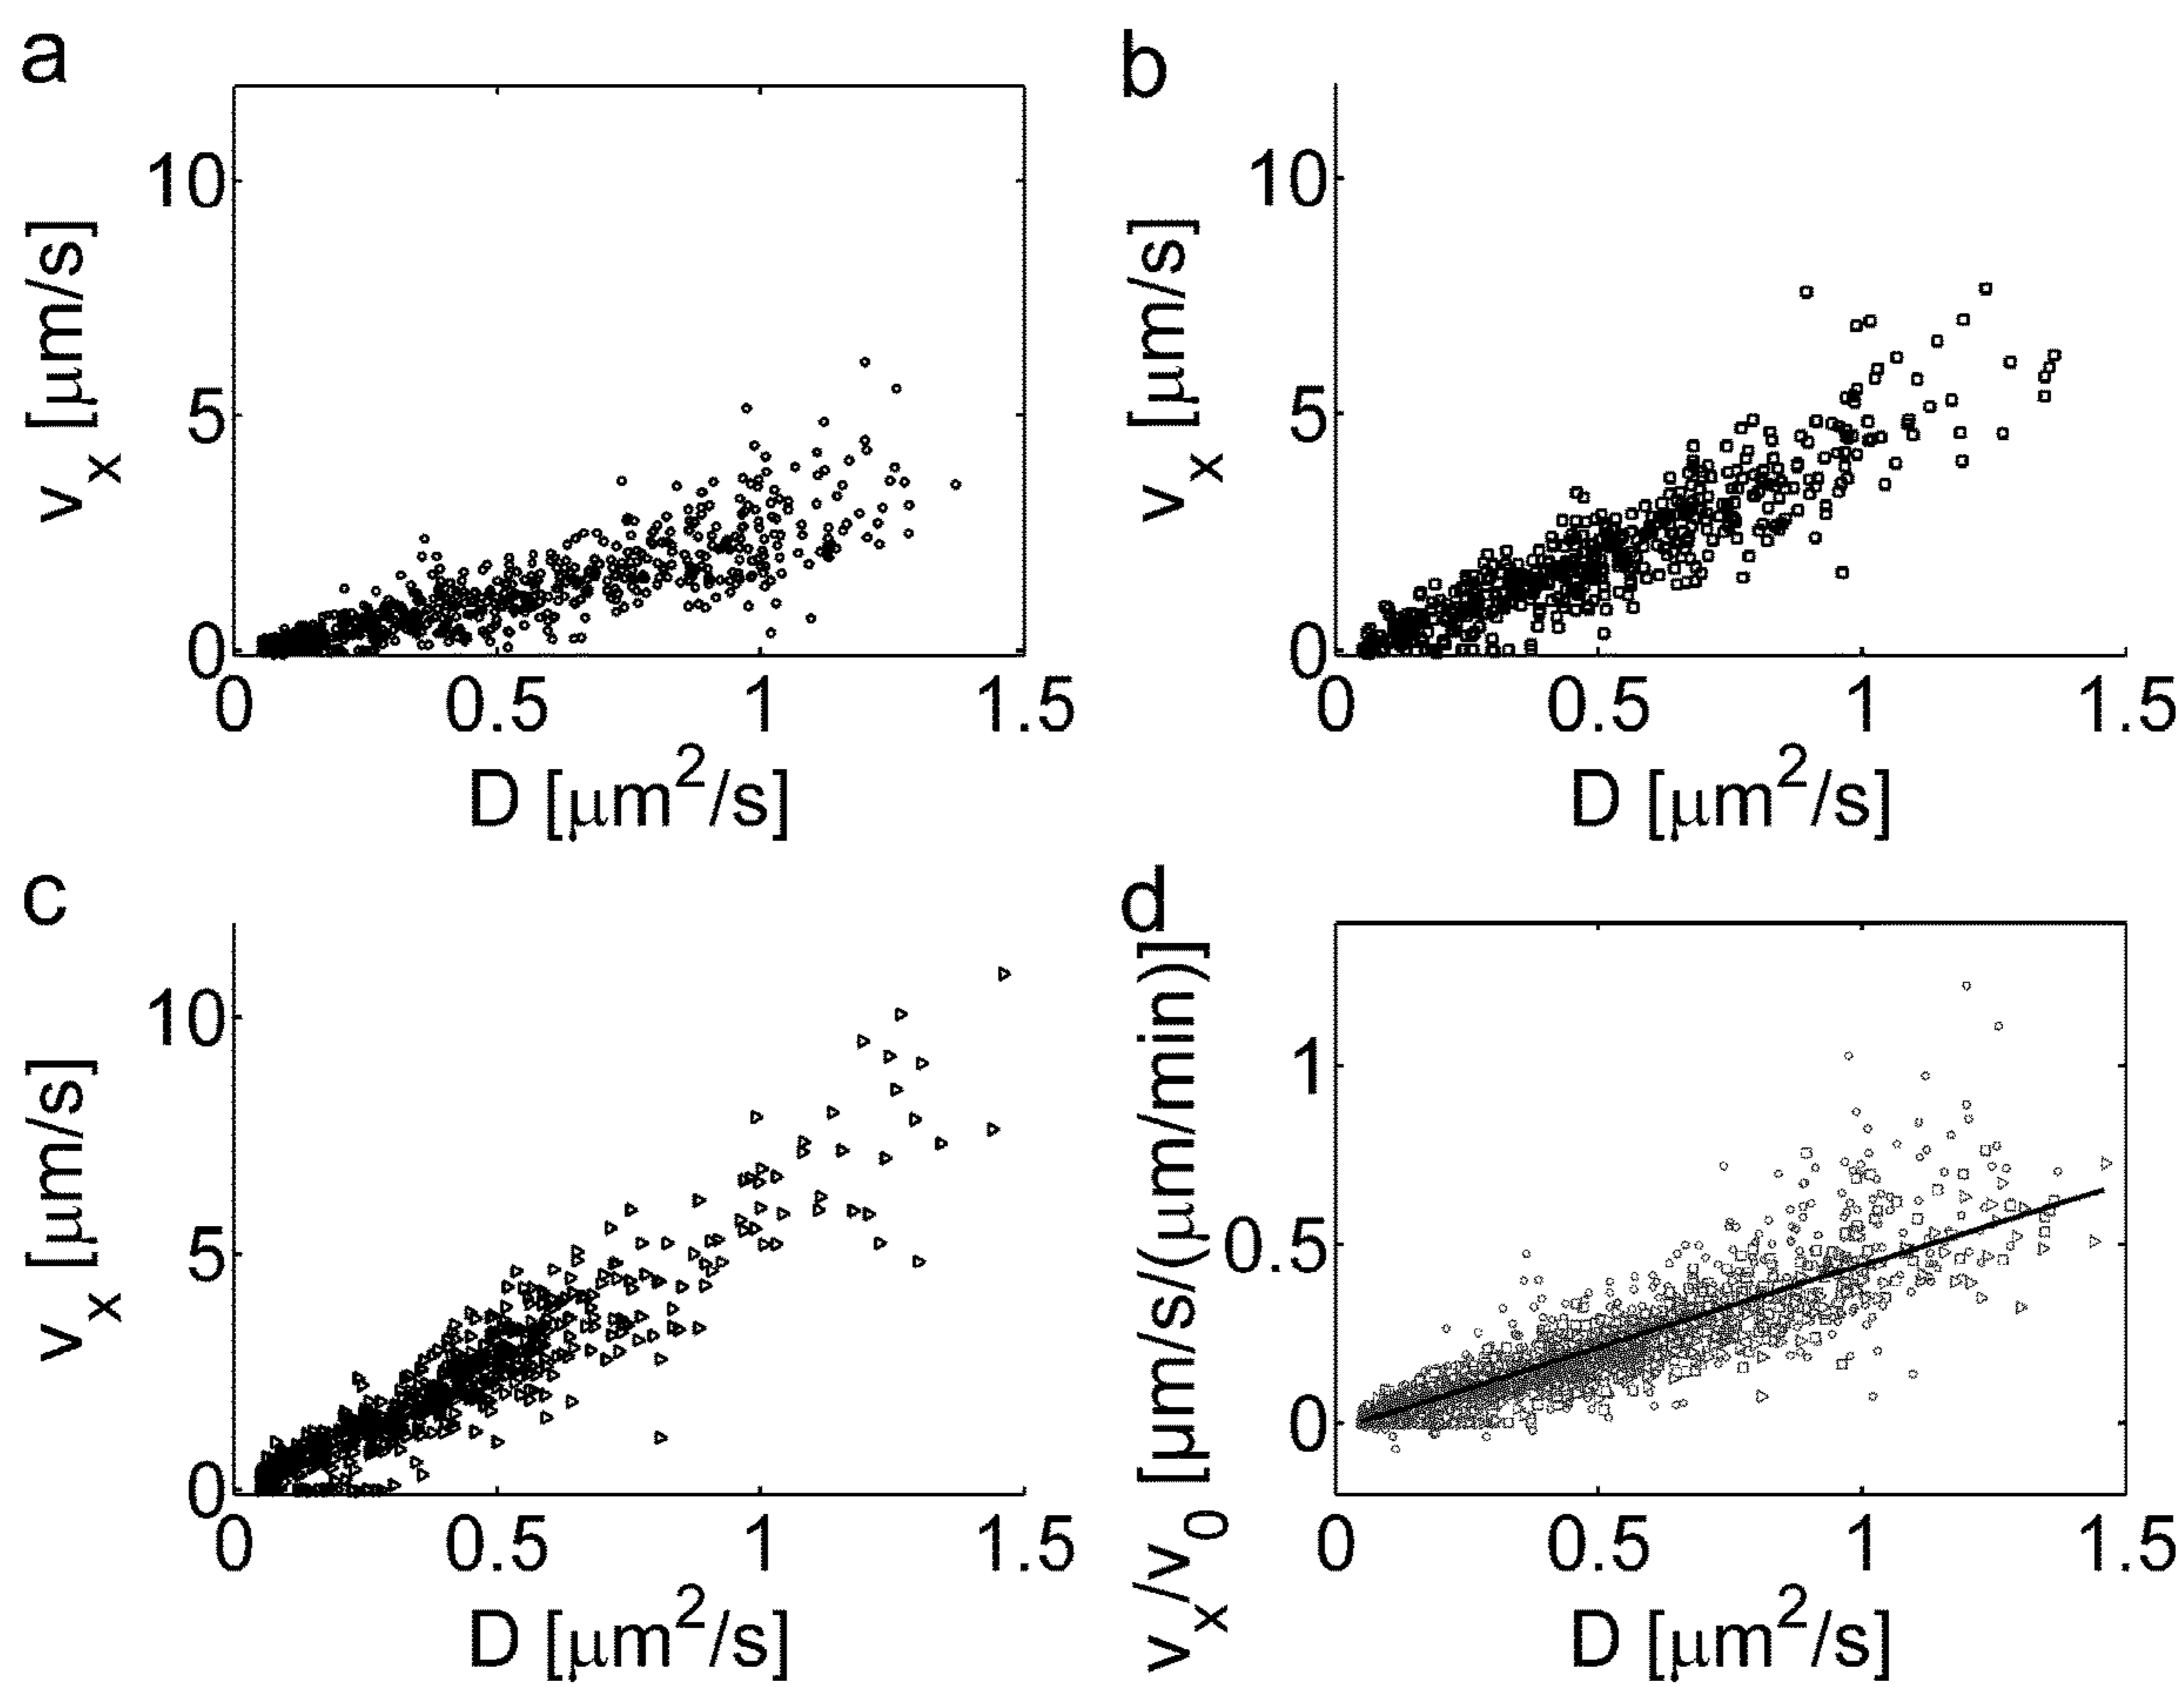 a
10
5
0
v_x [μm/s]
0 0.5 1 1.5
D [μm²/s]
b
10
5
0
v_x [μm/s]
0 0.5 1 1.5
D [μm²/s]
c
10
5
0
v_x [μm/s]
0 0.5 1 1.5
D [μm²/s]
d
1
0.5
0
v_x/v_0 [μm/s/(μm/min)]
0 0.5 1 1.5
D [μm²/s]